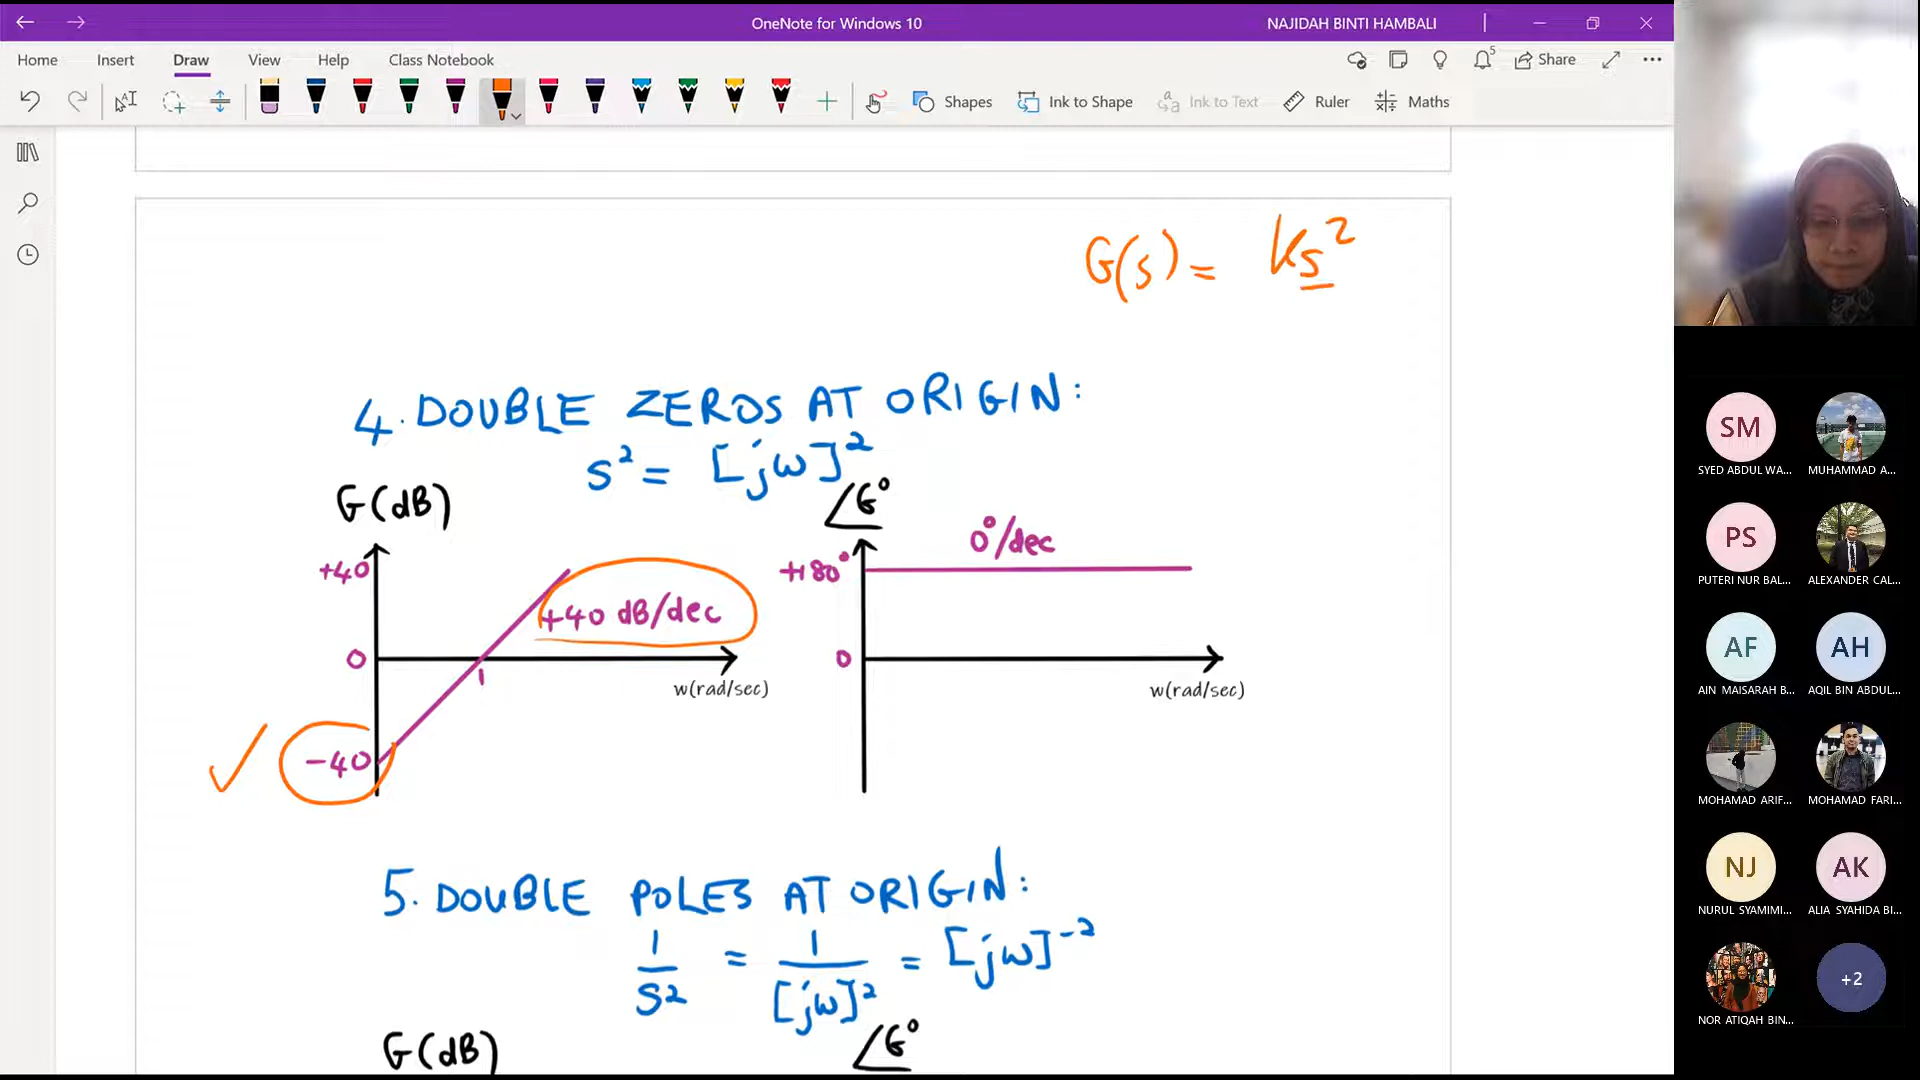 OneNote for Windows 10
NAJIDAH BINTI HAMBALI
Home Insert Draw View Help Class Notebook
5
Share
Shapes Ink to Shape Ink to Text Ruler Maths
G(s) = ks²
4. DOUBLE ZEROS AT ORIGIN:
s² = [jω]²
G(dB)
∠G°
+40
+40 dB/dec
0
1
w(rad/sec)
-40
+180°
0°/dec
0
w(rad/sec)
5. DOUBLE POLES AT ORIGIN:
1/s² = 1/[jω]² = [jω]⁻²
G(dB)
∠G°
SM
SYED ABDUL WA...
MUHAMMAD A...
PS
PUTERI NUR BAL...
ALEXANDER CAL...
AF
AIN MAISARAH B...
AH
AQIL BIN ABDUL...
MOHAMAD ARIF...
MOHAMAD FARI...
NJ
NURUL SYAMIMI...
AK
ALIA SYAHIDA BI...
NOR ATIQAH BIN...
+2